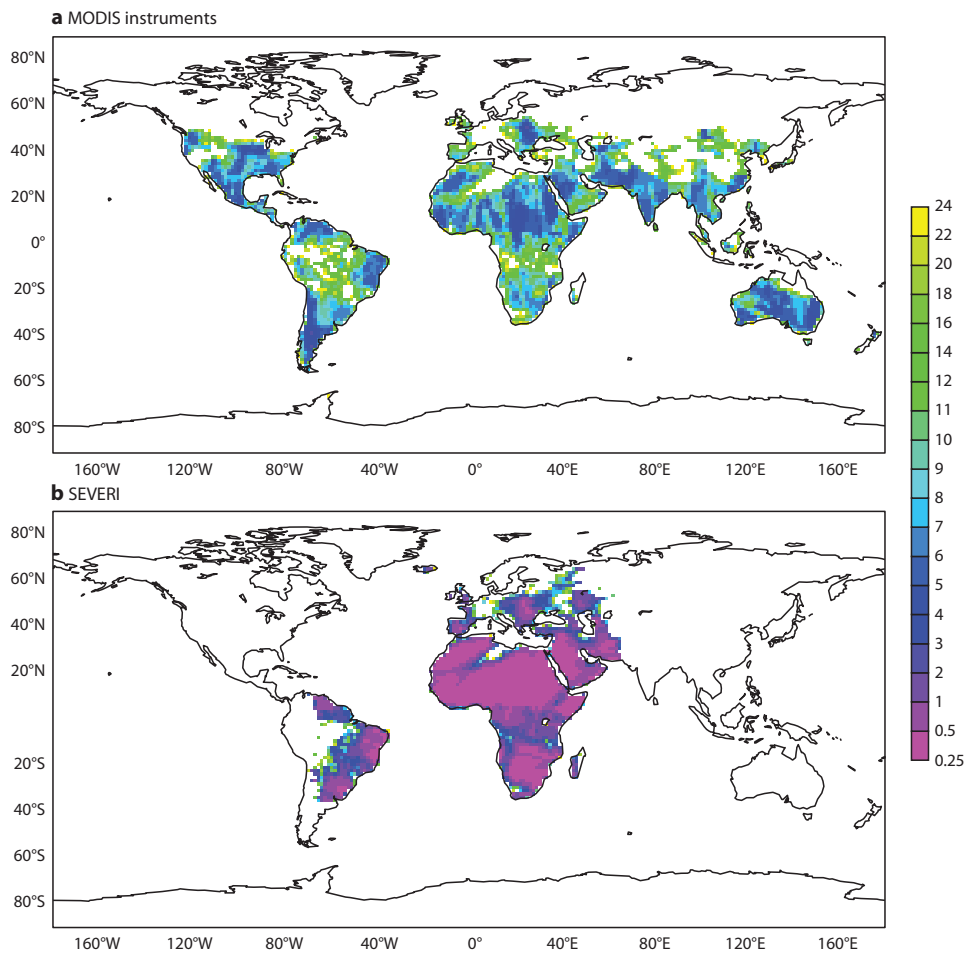 a MODIS instruments
80°N
60°N
40°N
20°N
0°
20°S
40°S
60°S
80°S
160°W 120°W 80°W 40°W 0° 40°E 80°E 120°E 160°E
b SEVERI
80°N
60°N
40°N
20°N
20°S
40°S
60°S
80°S
160°W 120°W 80°W 40°W 0° 40°E 80°E 120°E 160°E
24
22
20
18
16
14
12
11
10
9
8
7
6
5
4
3
2
1
0.5
0.25